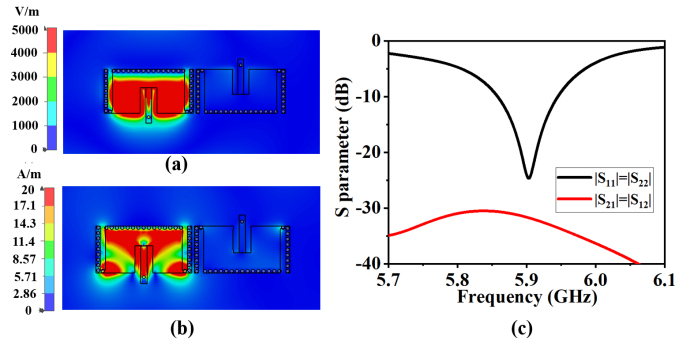 V/m
5000
4000
3000
2000
1000
0
(a)
A/m
20
17.1
14.3
11.4
8.57
5.71
2.86
0
(b)
0
-10
-20
-30
-40
S parameter (dB)
|S11|=|S22|
|S21|=|S12|
5.7 5.8 5.9 6.0 6.1
Frequency (GHz)
(c)